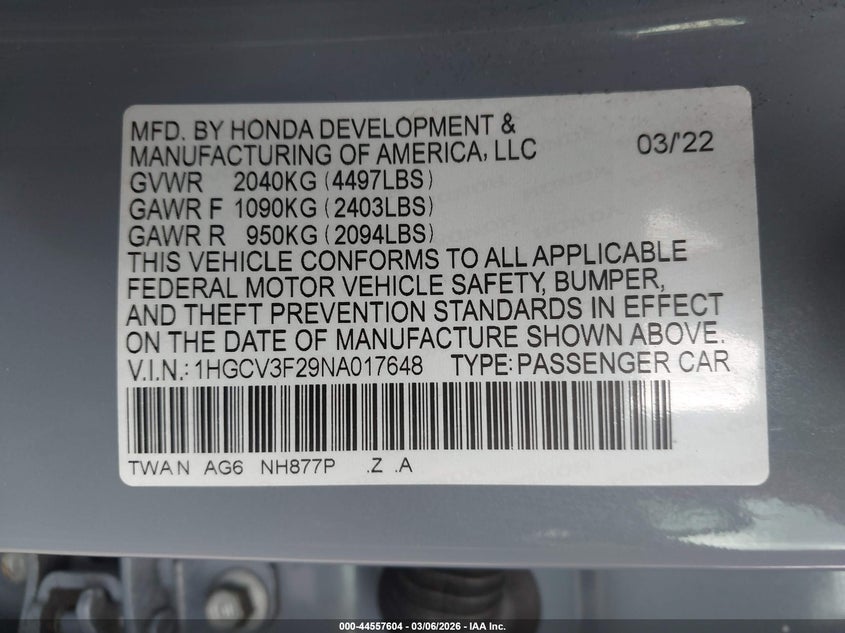 MFD. BY HONDA DEVELOPMENT &
MANUFACTURING OF AMERICA, LLC 03/'22
GVWR 2040KG (4497LBS)
GAWR F 1090KG (2403LBS)
GAWR R 950KG (2094LBS)
THIS VEHICLE CONFORMS TO ALL APPLICABLE
FEDERAL MOTOR VEHICLE SAFETY, BUMPER,
AND THEFT PREVENTION STANDARDS IN EFFECT
ON THE DATE OF MANUFACTURE SHOWN ABOVE.
V.I.N.: 1HGCV3F29NA017648 TYPE: PASSENGER CAR
TWAN AG6 NH877P .Z .A
000-44557604 - 03/06/2026 - IAA Inc.